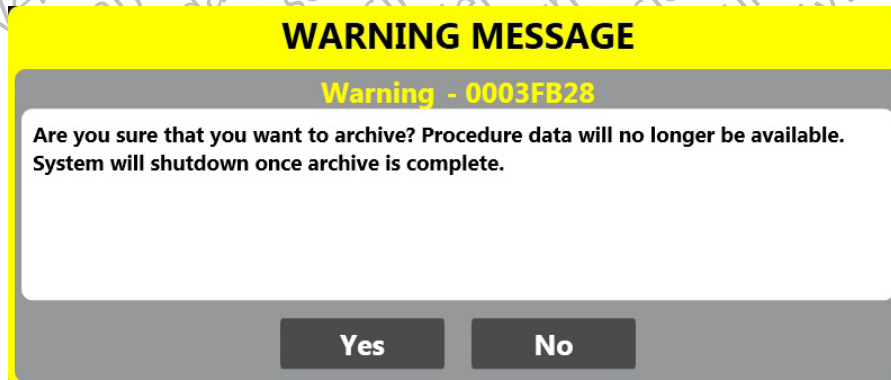 WARNING MESSAGE
Warning - 0003FB28
Are you sure that you want to archive? Procedure data will no longer be available.
System will shutdown once archive is complete.
Yes
No